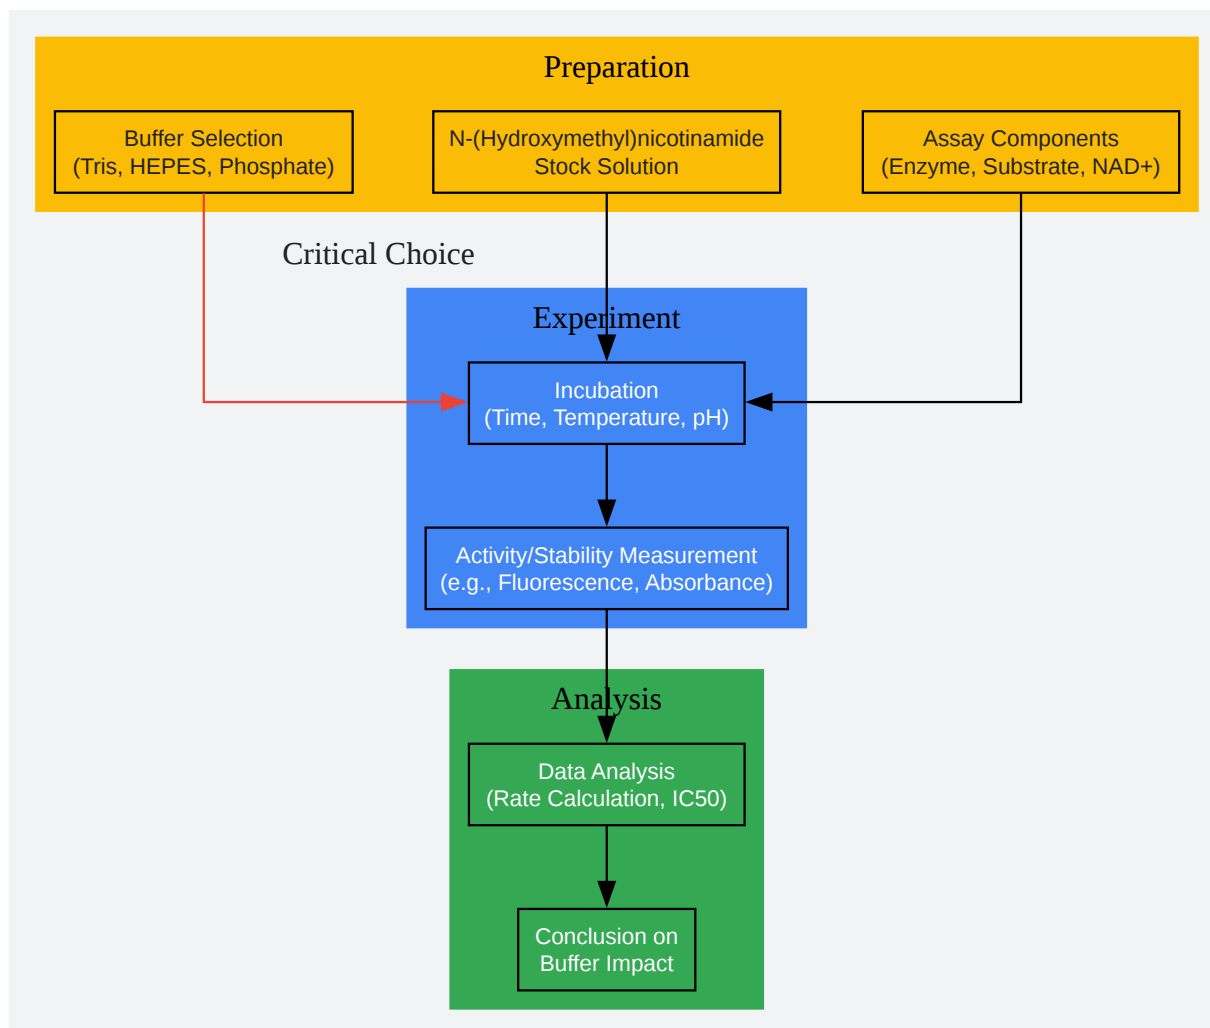 Preparation
Buffer Selection
(Tris, HEPES, Phosphate)
N-(Hydroxymethyl)nicotinamide
Stock Solution
Assay Components
(Enzyme, Substrate, NAD+)
Critical Choice
Experiment
Incubation
(Time, Temperature, pH)
Activity/Stability Measurement
(e.g., Fluorescence, Absorbance)
Analysis
Data Analysis
(Rate Calculation, IC50)
Conclusion on
Buffer Impact